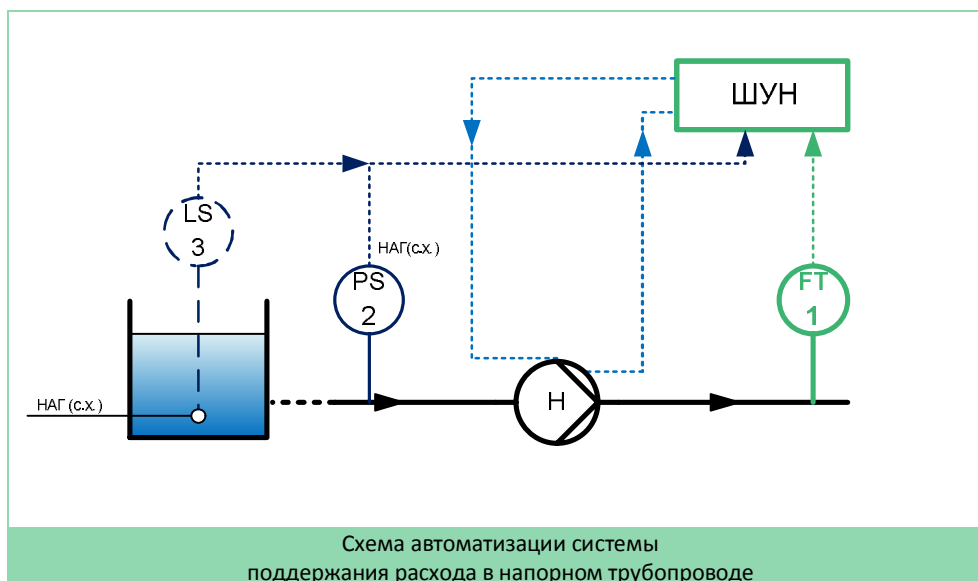 ШУН
LS
3
НАГ(с.х.)
PS
2
FT
1
Н
НАГ (с.х.)
Схема автоматизации системы
поддержания расхода в напорном трубопроводе